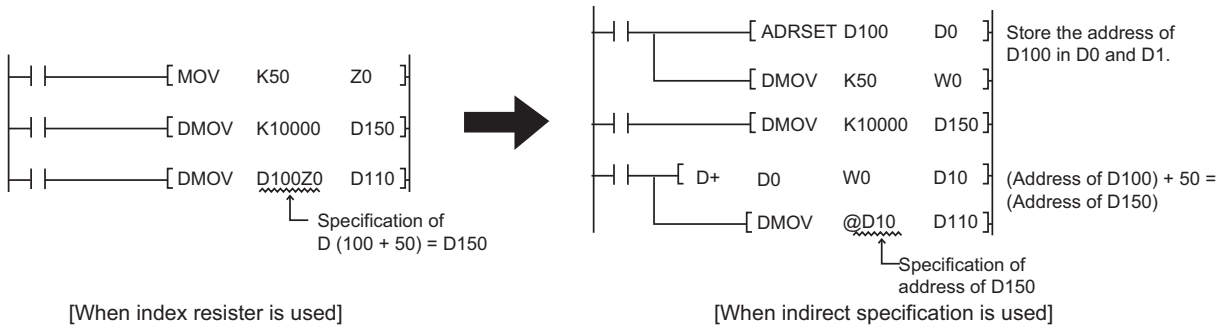 [ MOV K50 Z0 ]
[ DMOV K10000 D150 ]
[ DMOV D100Z0 D110 ]
Specification of
D (100 + 50) = D150
[When index resister is used]
[ ADRSET D100 D0 ]
Store the address of
D100 in D0 and D1.
[ DMOV K50 W0 ]
[ DMOV K10000 D150 ]
[ D+ D0 W0 D10 ]
(Address of D100) + 50 =
(Address of D150)
[ DMOV @D10 D110 ]
Specification of
address of D150
[When indirect specification is used]